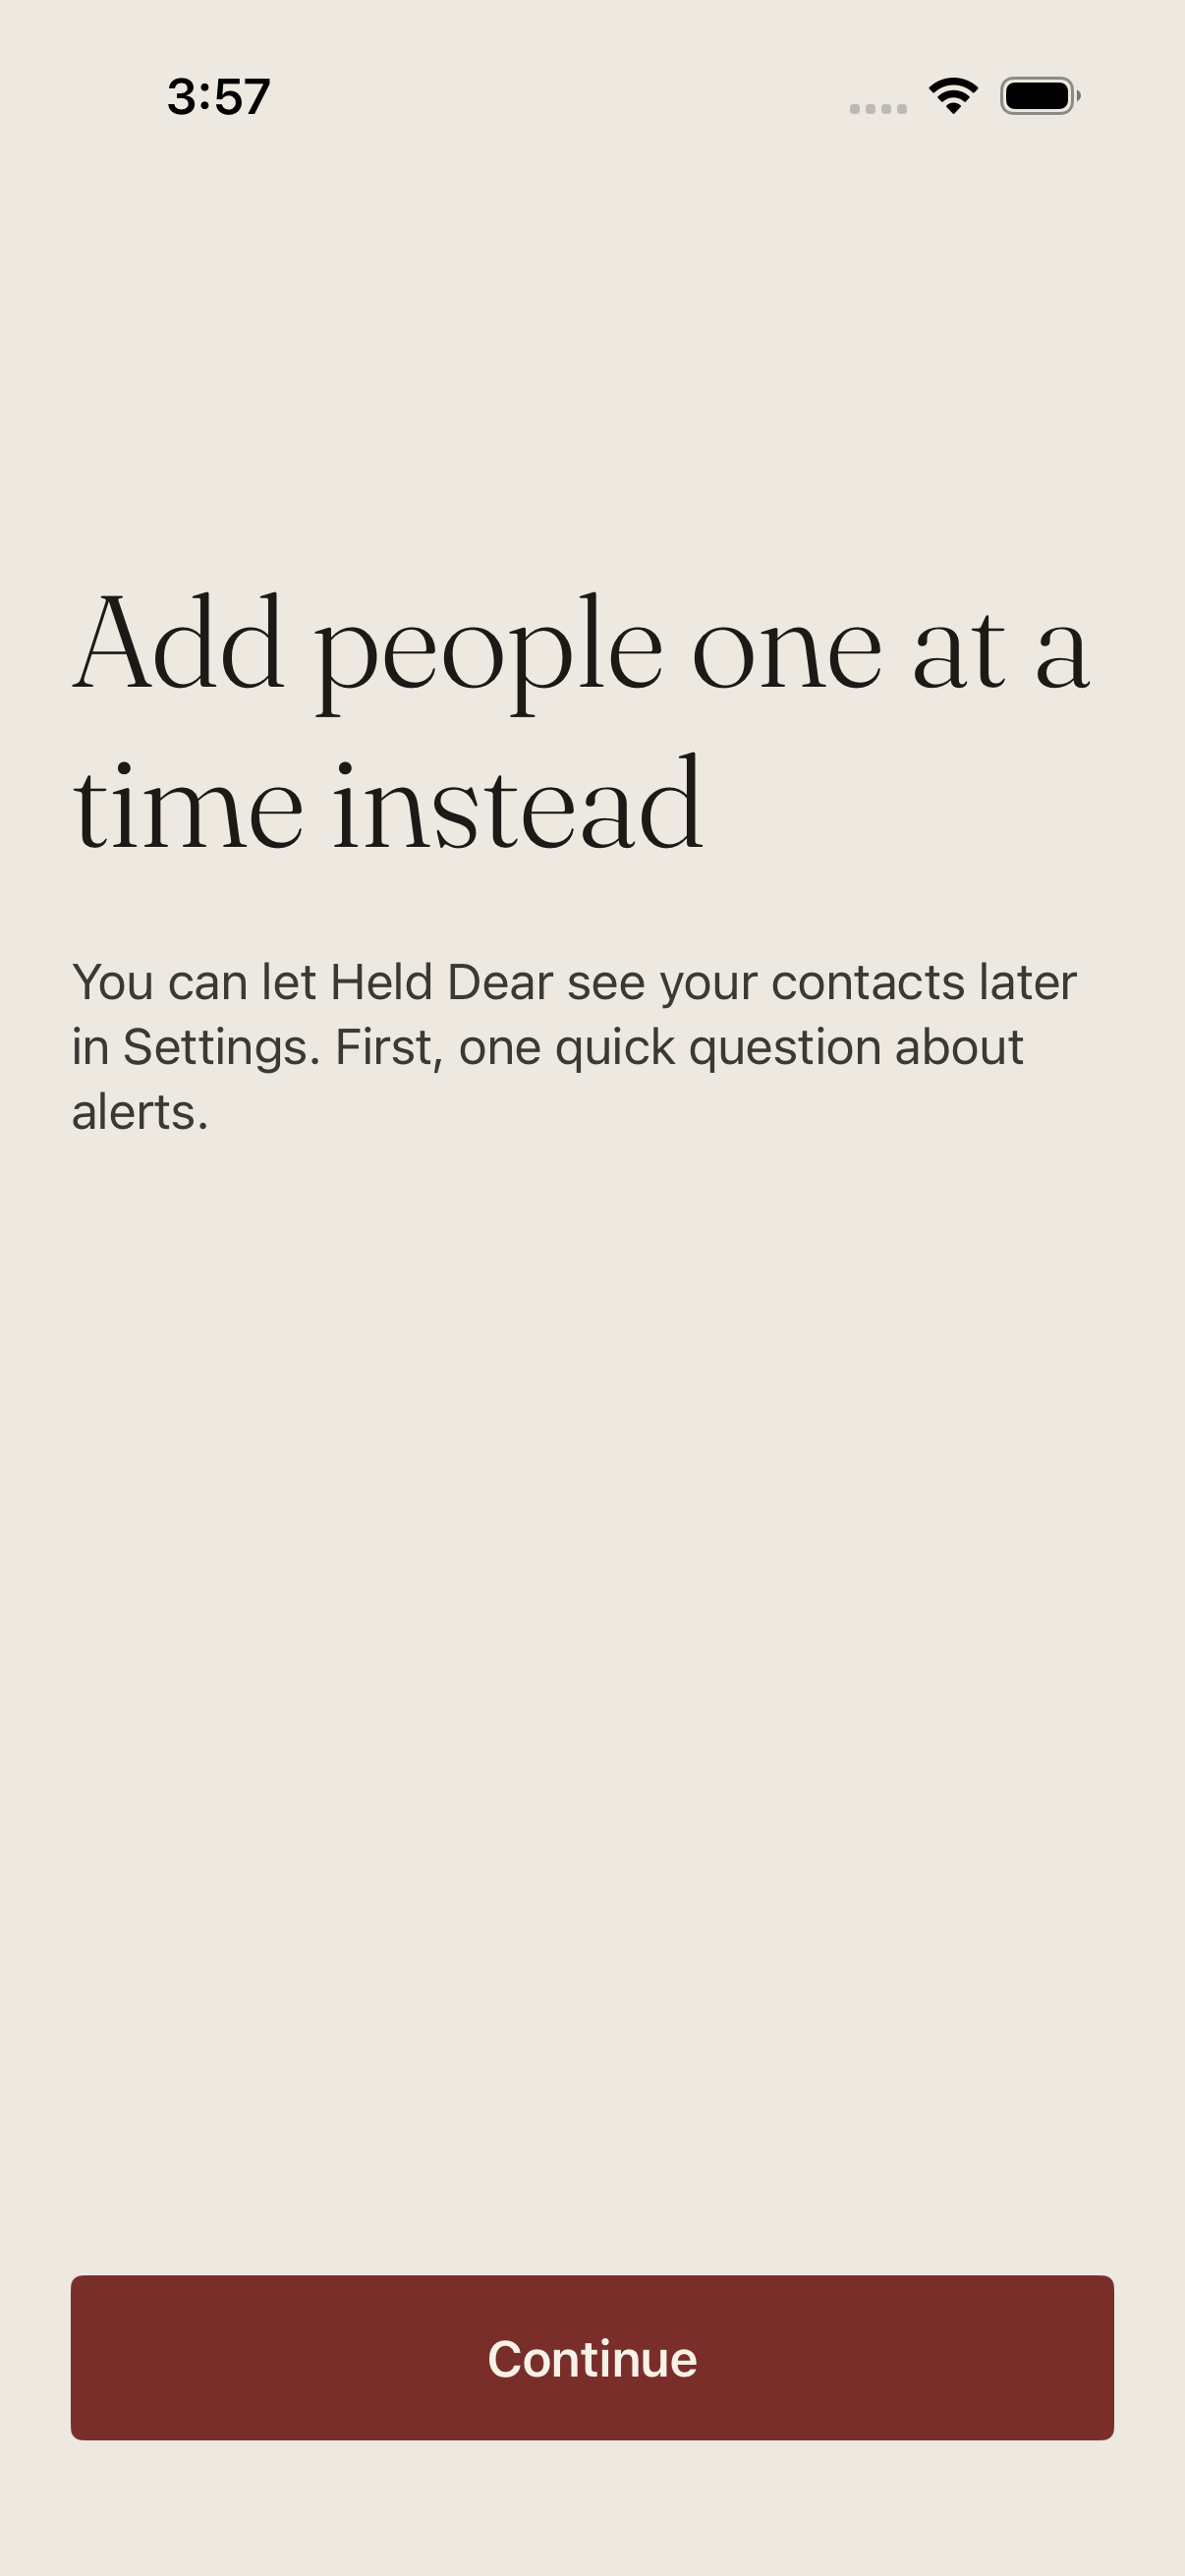 3:57
Add people one at a
time instead
You can let Held Dear see your contacts later
in Settings. First, one quick question about
alerts.
Continue